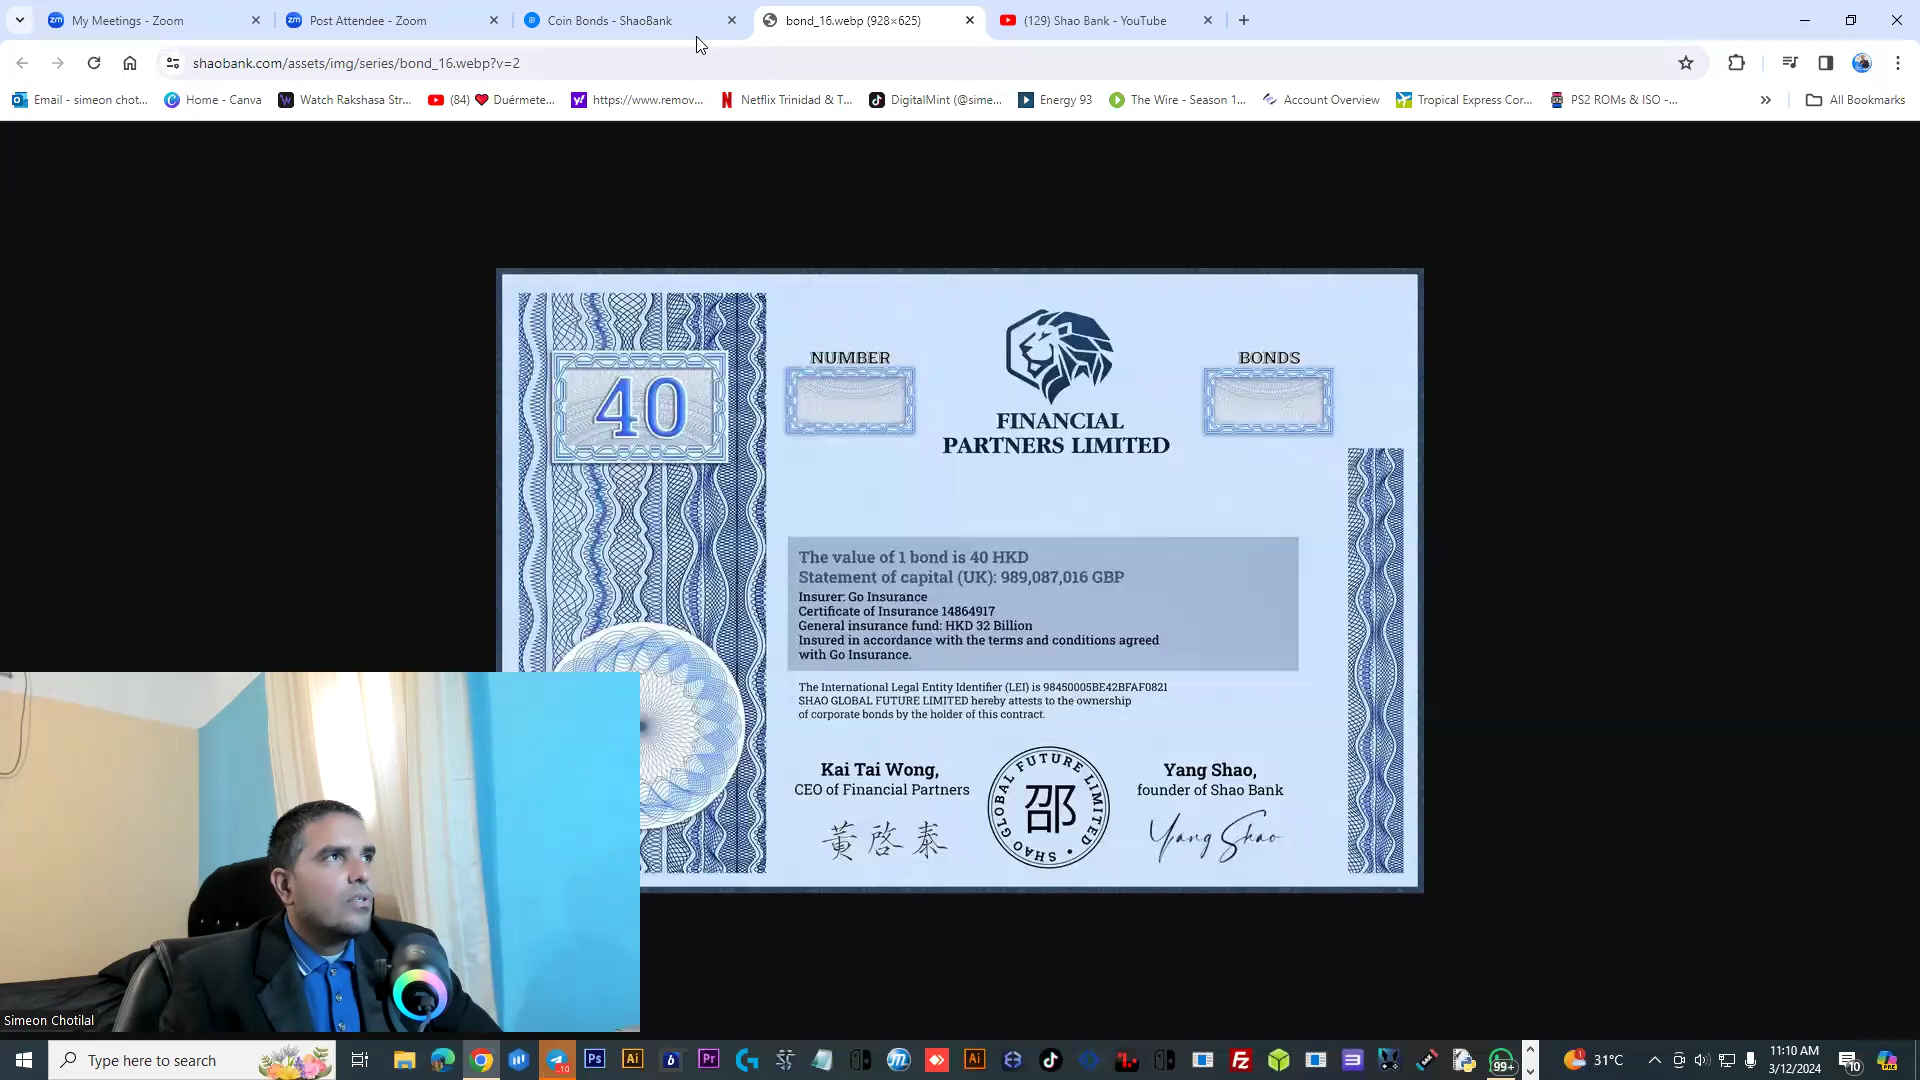 My Meetings - Zoom
Post Attendee - Zoom
Coin Bonds - ShaoBank
bond_16.webp (928×625)
(129) Shao Bank - YouTube
shaobank.com/assets/img/series/bond_16.webp?v=2
Email - simeon chot...
Home - Canva
Watch Rakshasa Str...
(84) ❤ Duérmete...
https://www.remov...
Netflix Trinidad & T...
DigitalMint (@sime...
Energy 93
The Wire - Season 1...
Account Overview
Tropical Express Cor...
PS2 ROMs & ISO -...
All Bookmarks
40
NUMBER
BONDS
FINANCIAL
PARTNERS LIMITED
The value of 1 bond is 40 HKD
Statement of capital (UK): 989,087,016 GBP
Insurer: Go Insurance
Certificate of Insurance 14864917
General insurance fund: HKD 32 Billion
Insured in accordance with the terms and conditions agreed
with Go Insurance.
The International Legal Entity Identifier (LEI) is 98450005BE42BFAF0821
SHAO GLOBAL FUTURE LIMITED hereby attests to the ownership
of corporate bonds by the holder of this contract.
Kai Tai Wong,
CEO of Financial Partners
黃啓泰
SHAO GLOBAL FUTURE LIMITED
邵
Yang Shao,
founder of Shao Bank
Yang Shao
Simeon Chotilal
Type here to search
99+
31°C
11:10 AM
3/12/2024
10